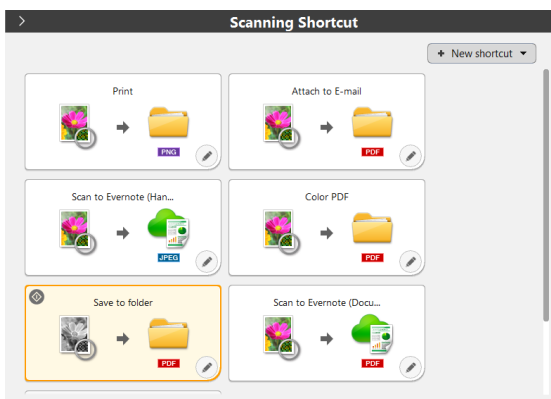 Scanning Shortcut
+ New shortcut
Print
Attach to E-mail
PNG
PDF
Scan to Evernote (Han...
Color PDF
JPEG
PDF
Save to folder
Scan to Evernote (Docu...
PDF
PDF